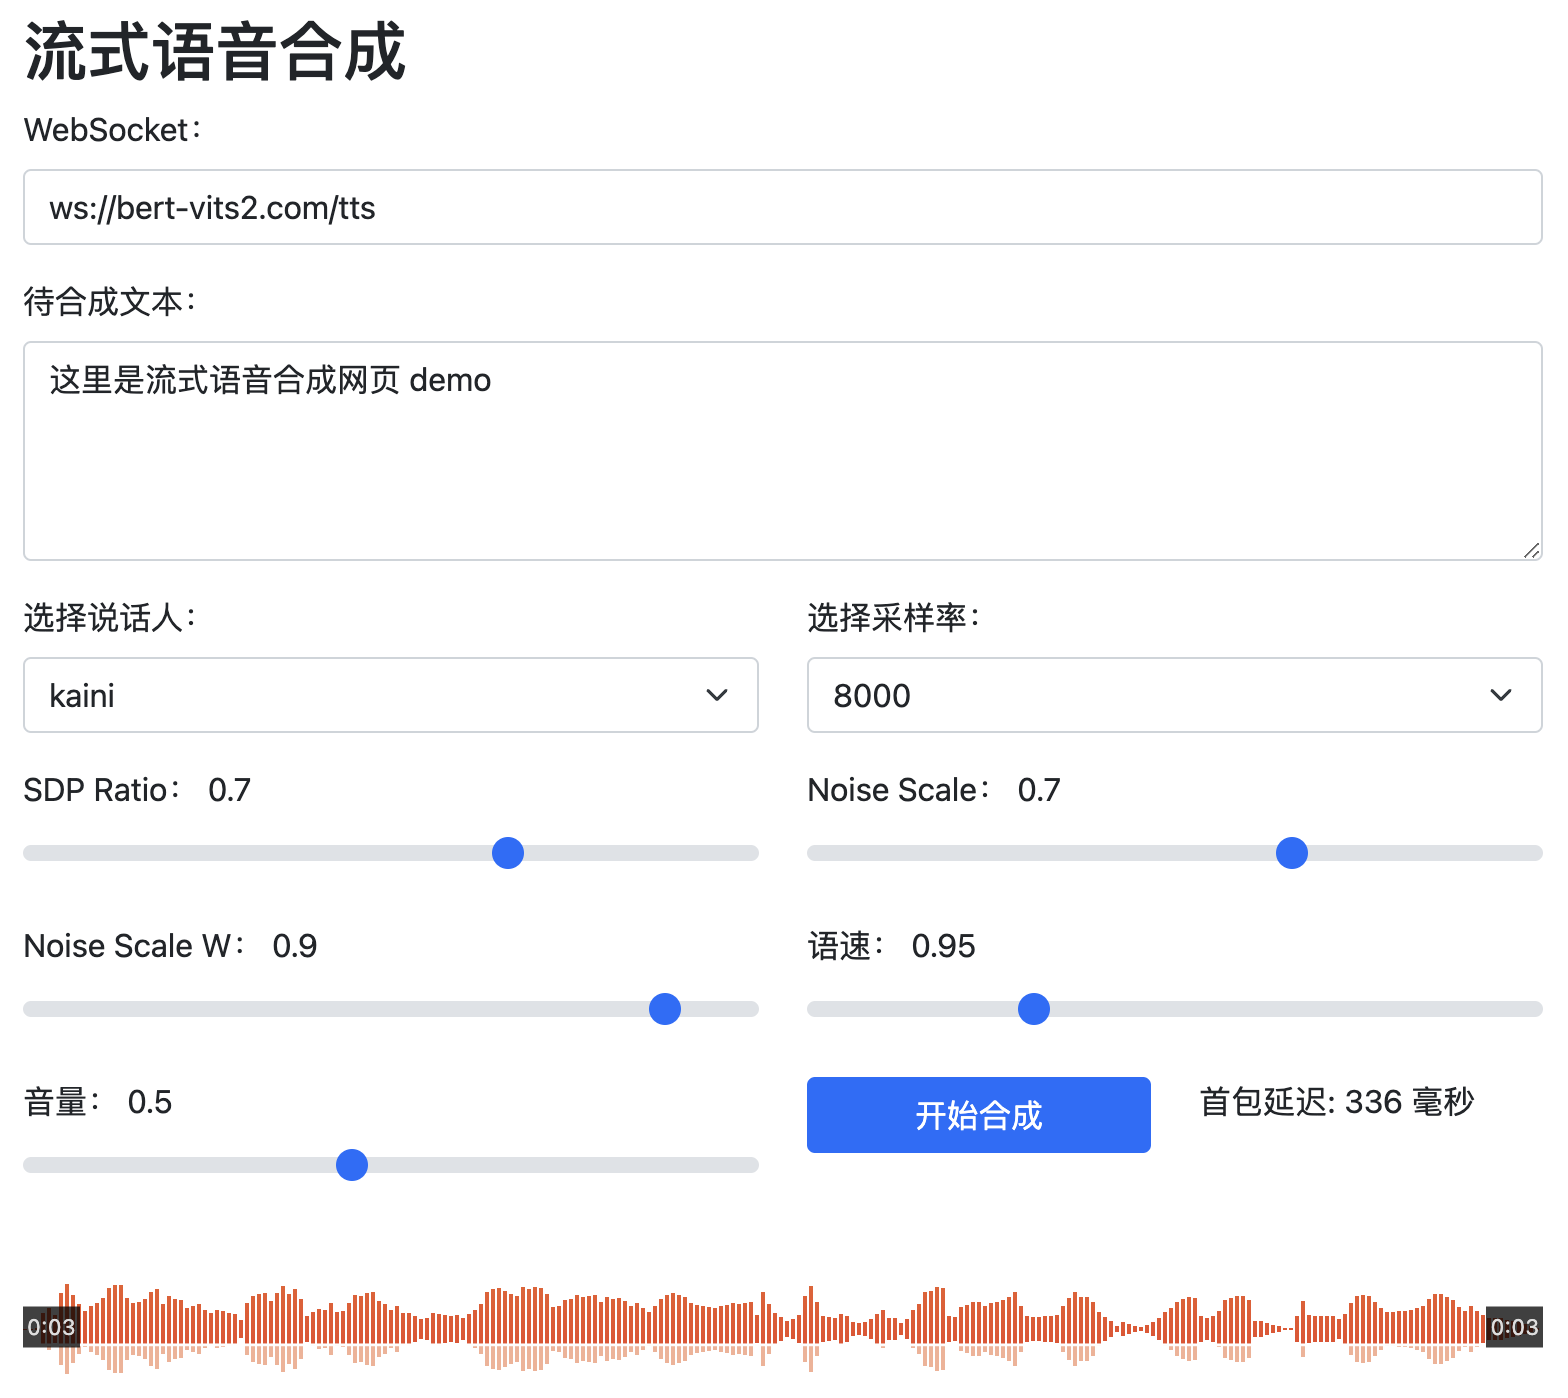 流式语音合成
WebSocket：
ws://bert-vits2.com/tts
待合成文本：
这里是流式语音合成网页 demo
选择说话人：
选择采样率：
kaini
8000
SDP Ratio： 0.7
Noise Scale： 0.7
Noise Scale W： 0.9
语速： 0.95
音量： 0.5
开始合成
首包延迟: 336 毫秒
0:03
0:03